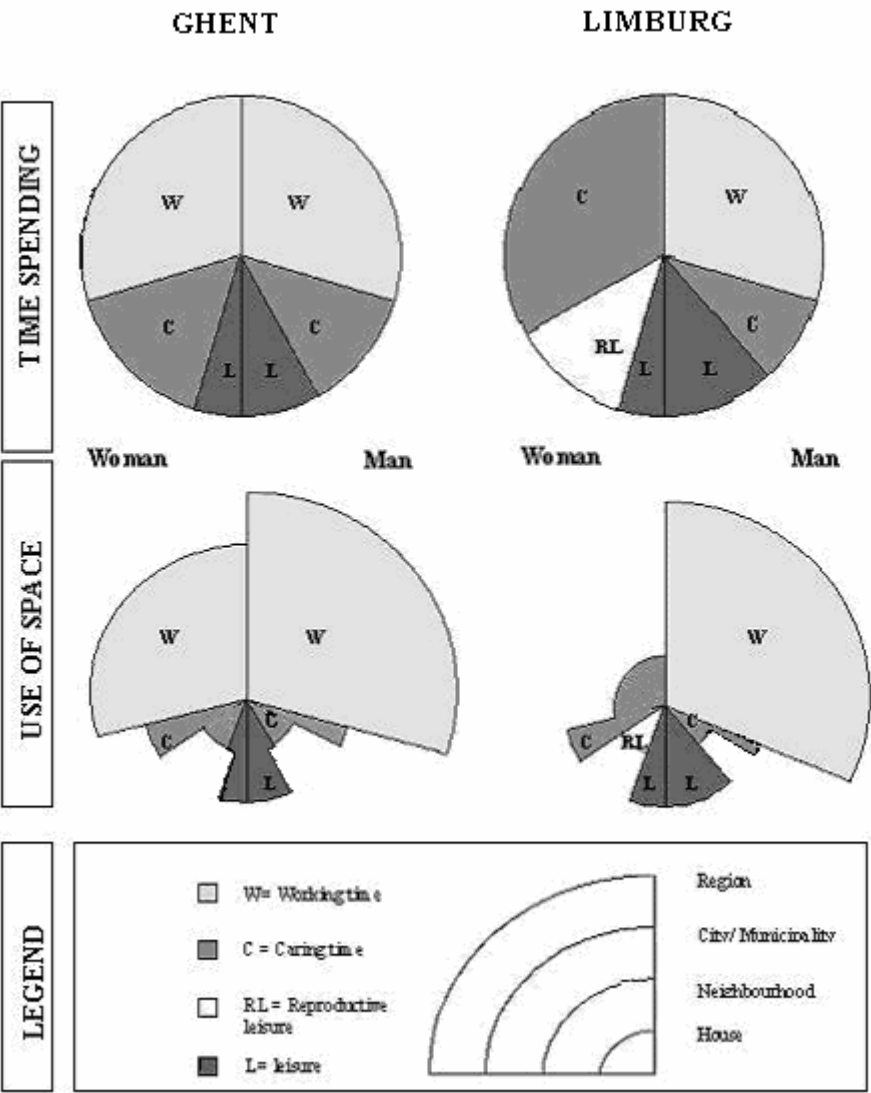 GHENT LIMBURG
TIME SPENDING
W W C W
C C C
RL
L L L L
Woman Man Woman Man
USE OF SPACE
W W W
C C
C C RL
L L L
LEGEND
W= Working time
C = Caring time
RL = Reproductive
leisure
L= leisure
Region
City/ Municipality
Neighbourhood
House